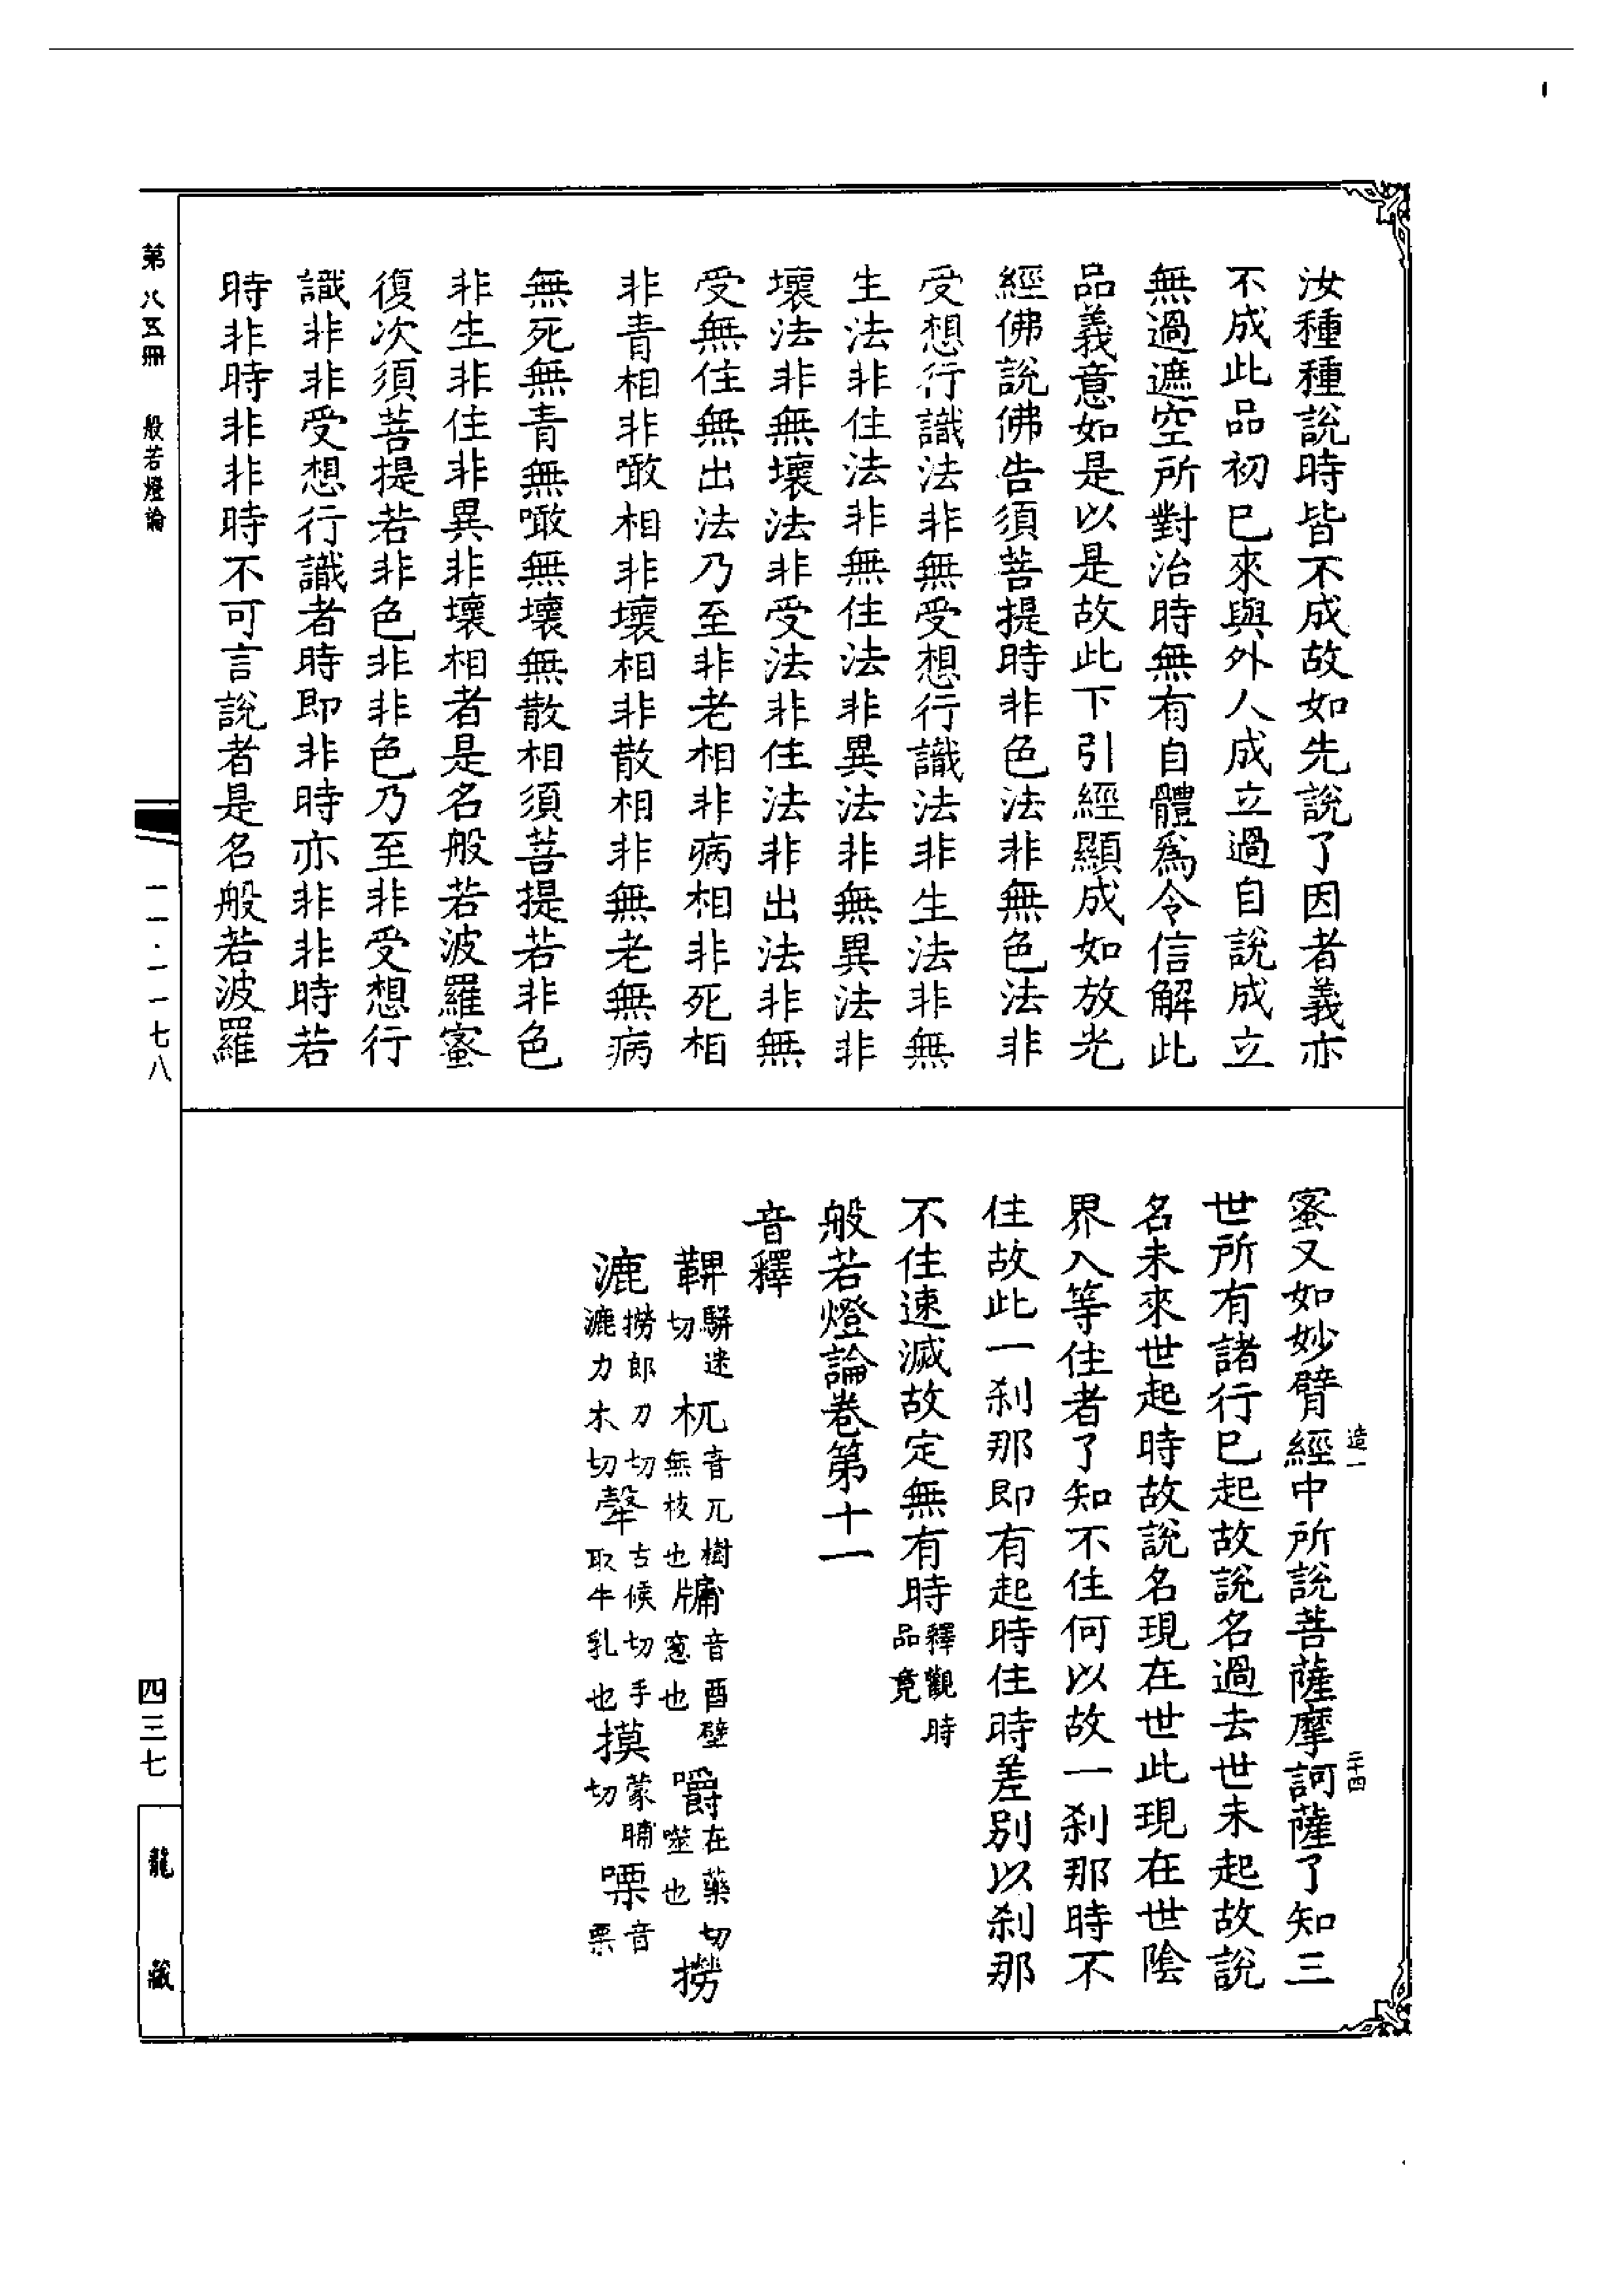 汝種種說時皆不成故如先說了因者義亦
不成此品初已來與外人成立過自說成立
無過遮空所對治時無有自體爲令信解此
品義意如是以是故此下引經顯成如放光
經佛說佛告須菩提時非色法非無色法非
受想行識法非無受想行識法非生法非無
生法非住法非無住法非異法非無異法非
壞法非無壞法非受法非住法非出法非無
受無住無出法乃至非老相非病相非死相
非青相非噉相非壞相非散相非無老無病
無死無青無噉無壞無散相須菩提若非色
非生非住非異非壞相者是名般若波羅蜜
復次須菩提若非色非非色乃至非受想行
識非非受想行識者時即非時亦非非時若
時非時非非時不可言說者是名般若波羅
蜜又如妙臂經中所說菩薩摩訶薩了知三
世所有諸行已起故說名過去世未起故說
名未來世起時故說名現在世此現在世陰
界入等住者了知不住何以故一刹那時不
住故此一刹那即有起時住時差別以刹那
不住速滅故定無有時釋觀時品竟
般若燈論卷第十一
音釋
鞞駢迷切杌音兀樹無枝也牗音酉壁窓也嚼在藥切噬也撈
漉撈郎刀切漉力木切𤚲古候切手取牛乳也摸蒙晡切㗚音栗
造一
二十四
第八五冊 般若燈論
一一·一一七八
四三七
龍藏